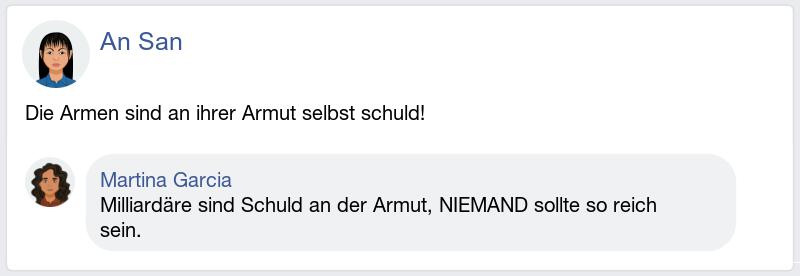 An San
Die Armen sind an ihrer Armut selbst schuld!
Martina Garcia
Milliardäre sind Schuld an der Armut, NIEMAND sollte so reich
sein.